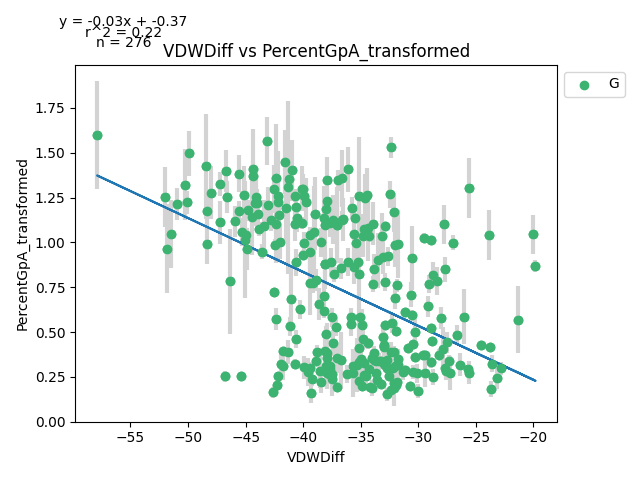 y = -0.03x + -0.37
r^2 = 0.22
n = 276
VDWDiff vs PercentGpA_transformed
G
PercentGpA_transformed
1.75
1.50
1.25
1.00
0.75
0.50
0.25
0.00
−55 −50 −45 −40 −35 −30 −25 −20
VDWDiff